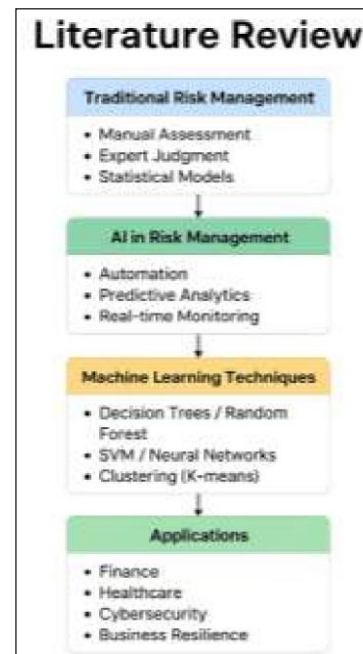 Literature Review
Traditional Risk Management
• Manual Assessment
• Expert Judgment
• Statistical Models
AI in Risk Management
• Automation
• Predictive Analytics
• Real-time Monitoring
Machine Learning Techniques
• Decision Trees / Random
Forest
• SVM / Neural Networks
• Clustering (K-means)
Applications
• Finance
• Healthcare
• Cybersecurity
• Business Resilience